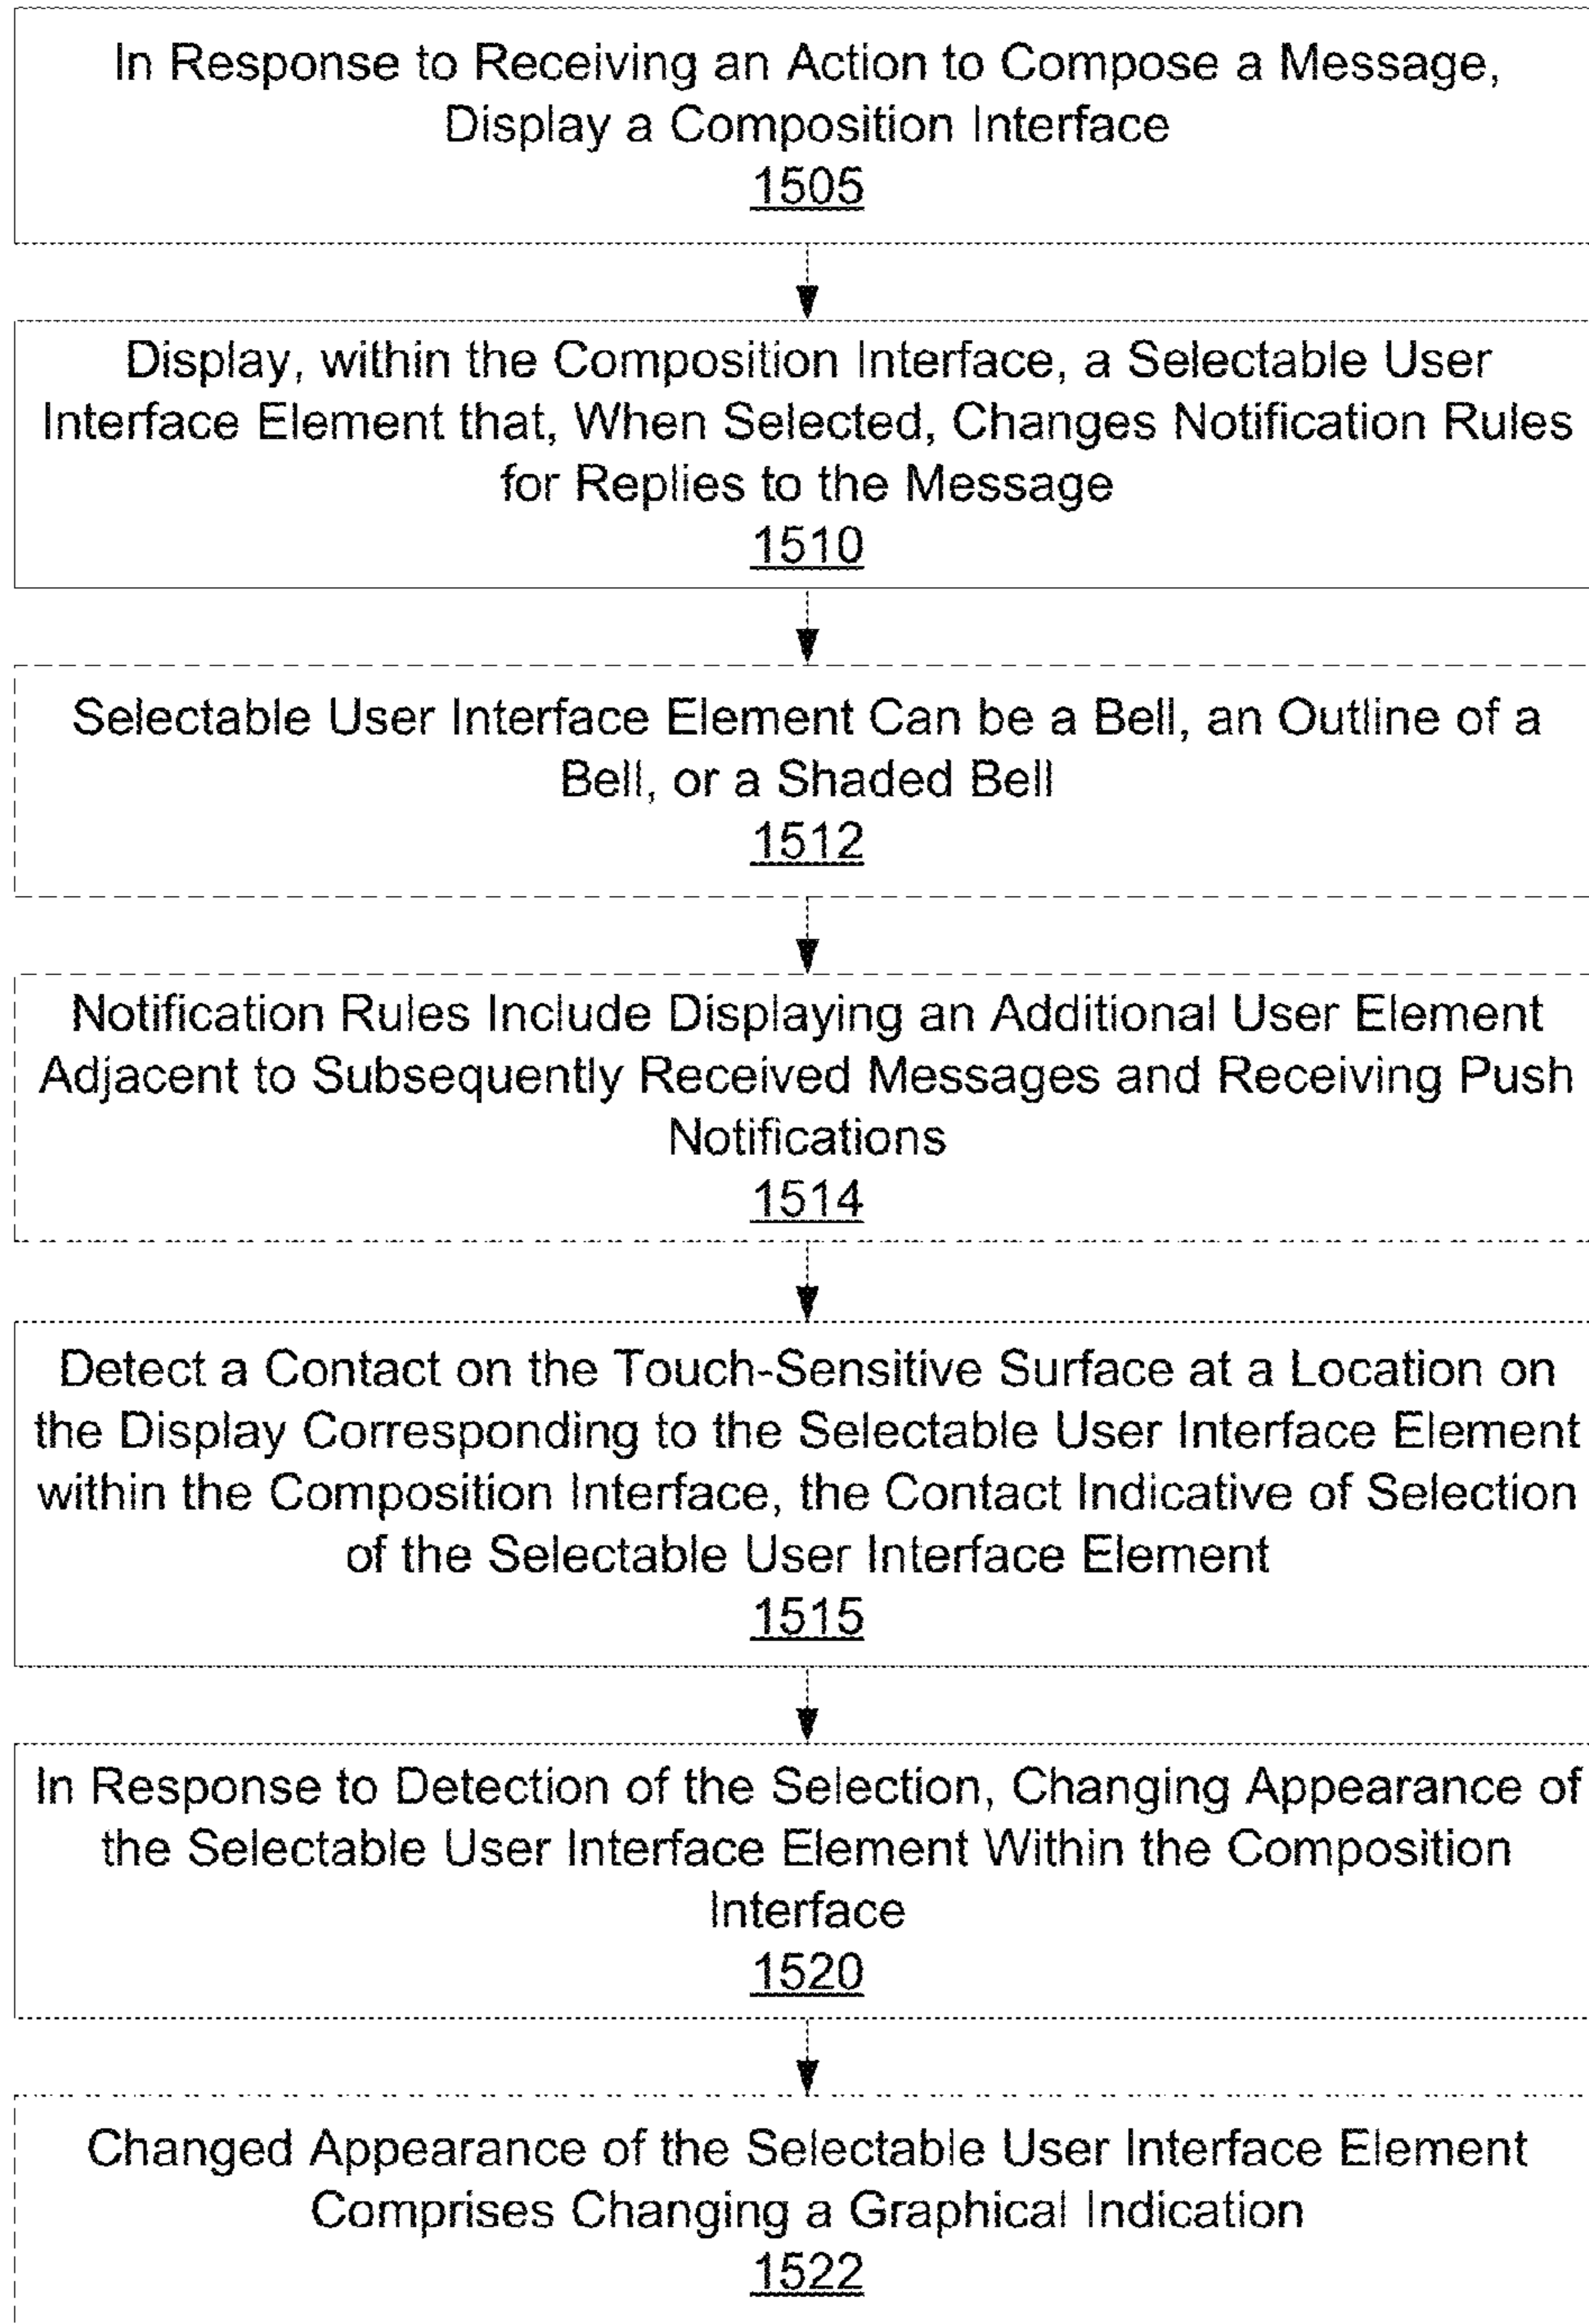 In Response to Receiving an Action to Compose a Message,
Display a Composition Interface
1505
Display, within the Composition Interface, a Selectable User
Interface Element that, When Selected, Changes Notification Rules
for Replies to the Message
1510
Selectable User Interface Element Can be a Bell, an Outline of a
Bell, or a Shaded Bell
1512
Notification Rules Include Displaying an Additional User Element
Adjacent to Subsequently Received Messages and Receiving Push
Notifications
1514
Detect a Contact on the Touch-Sensitive Surface at a Location on
the Display Corresponding to the Selectable User Interface Element
within the Composition Interface, the Contact Indicative of Selection
of the Selectable User Interface Element
1515
In Response to Detection of the Selection, Changing Appearance of
the Selectable User Interface Element Within the Composition
Interface
1520
Changed Appearance of the Selectable User Interface Element
Comprises Changing a Graphical Indication
1522